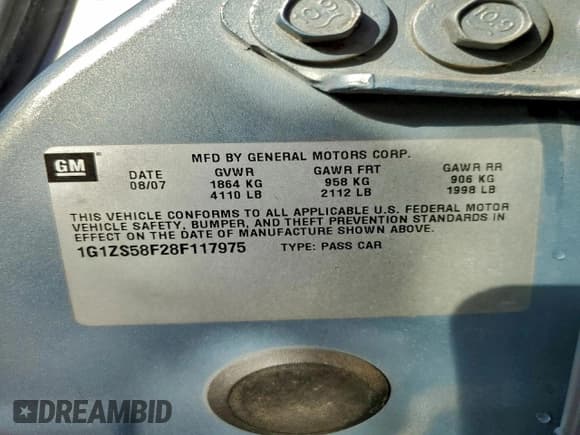 GM
MFD BY GENERAL MOTORS CORP.
DATE GVWR GAWR FRT GAWR RR
08/07 1864 KG 958 KG 906 KG
4110 LB 2112 LB 1998 LB
THIS VEHICLE CONFORMS TO ALL APPLICABLE U.S. FEDERAL MOTOR
VEHICLE SAFETY, BUMPER, AND THEFT PREVENTION STANDARDS IN
EFFECT ON THE DATE OF MANUFACTURE SHOWN ABOVE.
1G1ZS58F28F117975 TYPE: PASS CAR
DREAMBID